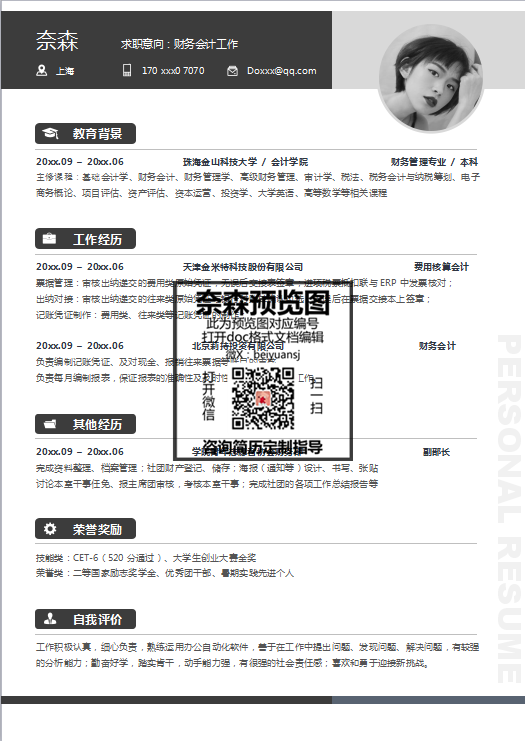 奈森
求职意向：财务会计工作
上海
170 xxx0 7070
Doxxx@qq.com
教育背景
20xx.09 – 20xx.06 珠海金山科技大学 / 会计学院 财务管理专业 / 本科
主修课程：基础会计学、财务会计、财务管理学、高级财务管理、审计学、税法、税务会计与纳税筹划、电子
商务概论、项目评估、资产评估、资本运营、投资学、大学英语、高等数学等相关课程
工作经历
20xx.09 – 20xx.06 天津金米特科技股份有限公司 费用核算会计
票据管理：审核出纳递交的费用类原始凭证，无误后交接表签章；进项税票抵扣联与 ERP 中发票核对；
出纳对接：审核出纳递交的往来类原始
后在票据交接本上签章；
记账凭证制作：费用类、往来类等记账凭
20xx.09 – 20xx.06 北京莉持投资有限公司 财务会计
负责编制记账凭证、及对现金、报销往来票据等
负责每月编制报表，保证报表的准确性及及时性
工作
奈森预览图
此为预览图对应编号
打开doc格式文档编辑
微X：beiyuansj
打开微信
扫一扫
咨询简历定制指导
其他经历
20xx.09 – 20xx.06
副部长
完成资料整理、档案管理；社团财产登记、储存；海报（通知等）设计、书写、张贴
讨论本室干事任免、报主席团审核，考核本室干事；完成社团的各项工作总结报告等
荣誉奖励
技能类：CET-6（520 分通过）、大学生创业大赛金奖
荣誉类：二等国家励志奖学金、优秀团干部、暑期实践先进个人
自我评价
工作积极认真，细心负责，熟练运用办公自动化软件，善于在工作中提出问题、发现问题、解决问题，有较强
的分析能力；勤奋好学，踏实肯干，动手能力强，有很强的社会责任感；喜欢和勇于迎接新挑战。
PERSONAL RESUME